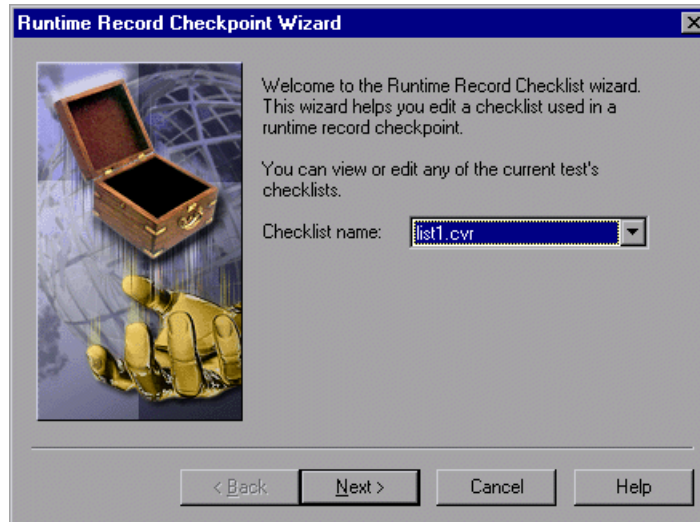 Runtime Record Checkpoint Wizard
Welcome to the Runtime Record Checklist wizard.
This wizard helps you edit a checklist used in a
runtime record checkpoint.
You can view or edit any of the current test's
checklists.
Checklist name: list1.cvr
< Back Next > Cancel Help